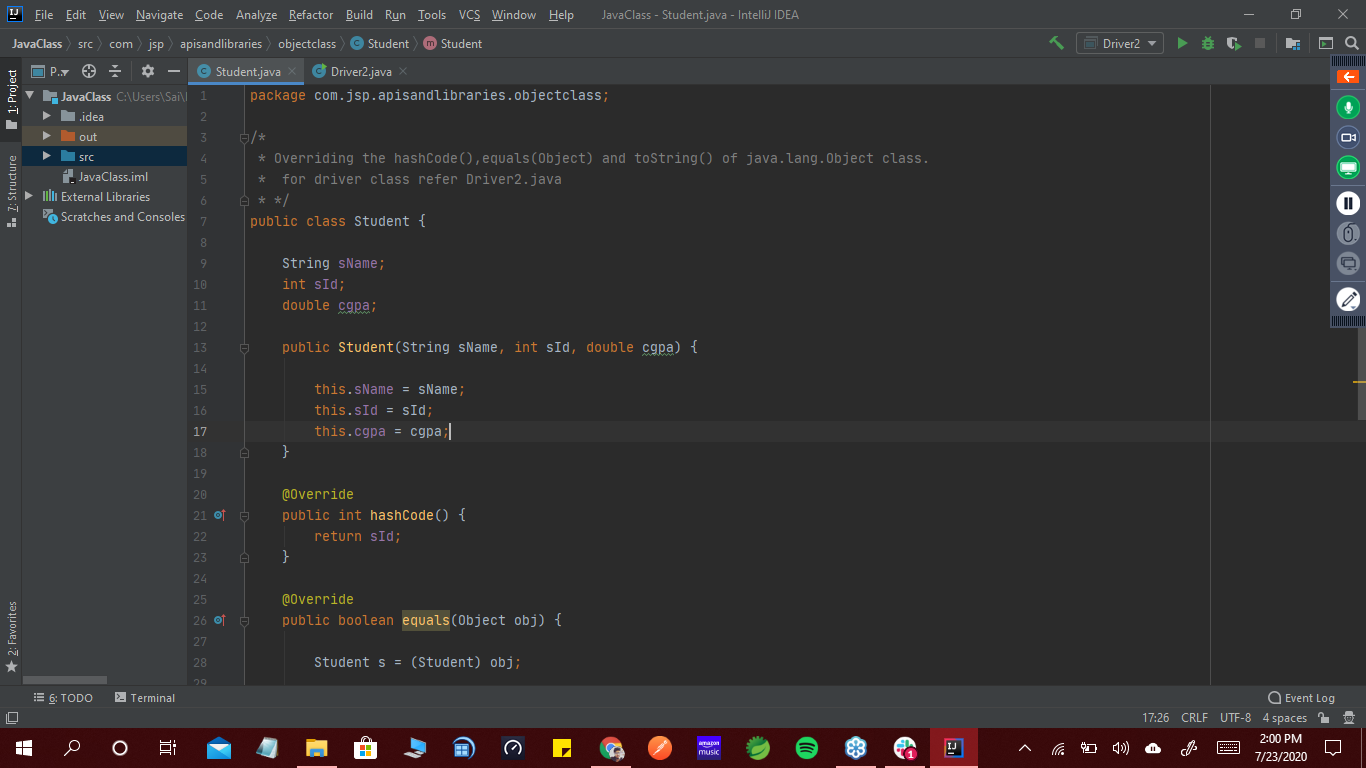 File Edit View Navigate Code Analyze Refactor Build Run Tools VCS Window Help JavaClass - Student.java - IntelliJ IDEA
JavaClass src com jsp apisandlibraries objectclass Student Student Driver2
1: Project
P.. Student.java Driver2.java
JavaClass C:\Users\Sai\
.idea
out
src
JavaClass.iml
External Libraries
Scratches and Consoles
7: Structure
2: Favorites
1 package com.jsp.apisandlibraries.objectclass;
2
3 /*
4 * Overriding the hashCode(),equals(Object) and toString() of java.lang.Object class.
5 * for driver class refer Driver2.java
6 * */
7 public class Student {
8
9 String sName;
10 int sId;
11 double cgpa;
12
13 public Student(String sName, int sId, double cgpa) {
14
15 this.sName = sName;
16 this.sId = sId;
17 this.cgpa = cgpa;
18 }
19
20 @Override
21 public int hashCode() {
22 return sId;
23 }
24
25 @Override
26 public boolean equals(Object obj) {
27
28 Student s = (Student) obj;
29
6: TODO Terminal Event Log
17:26 CRLF UTF-8 4 spaces
amazon music
1
IJ
2:00 PM
7/23/2020